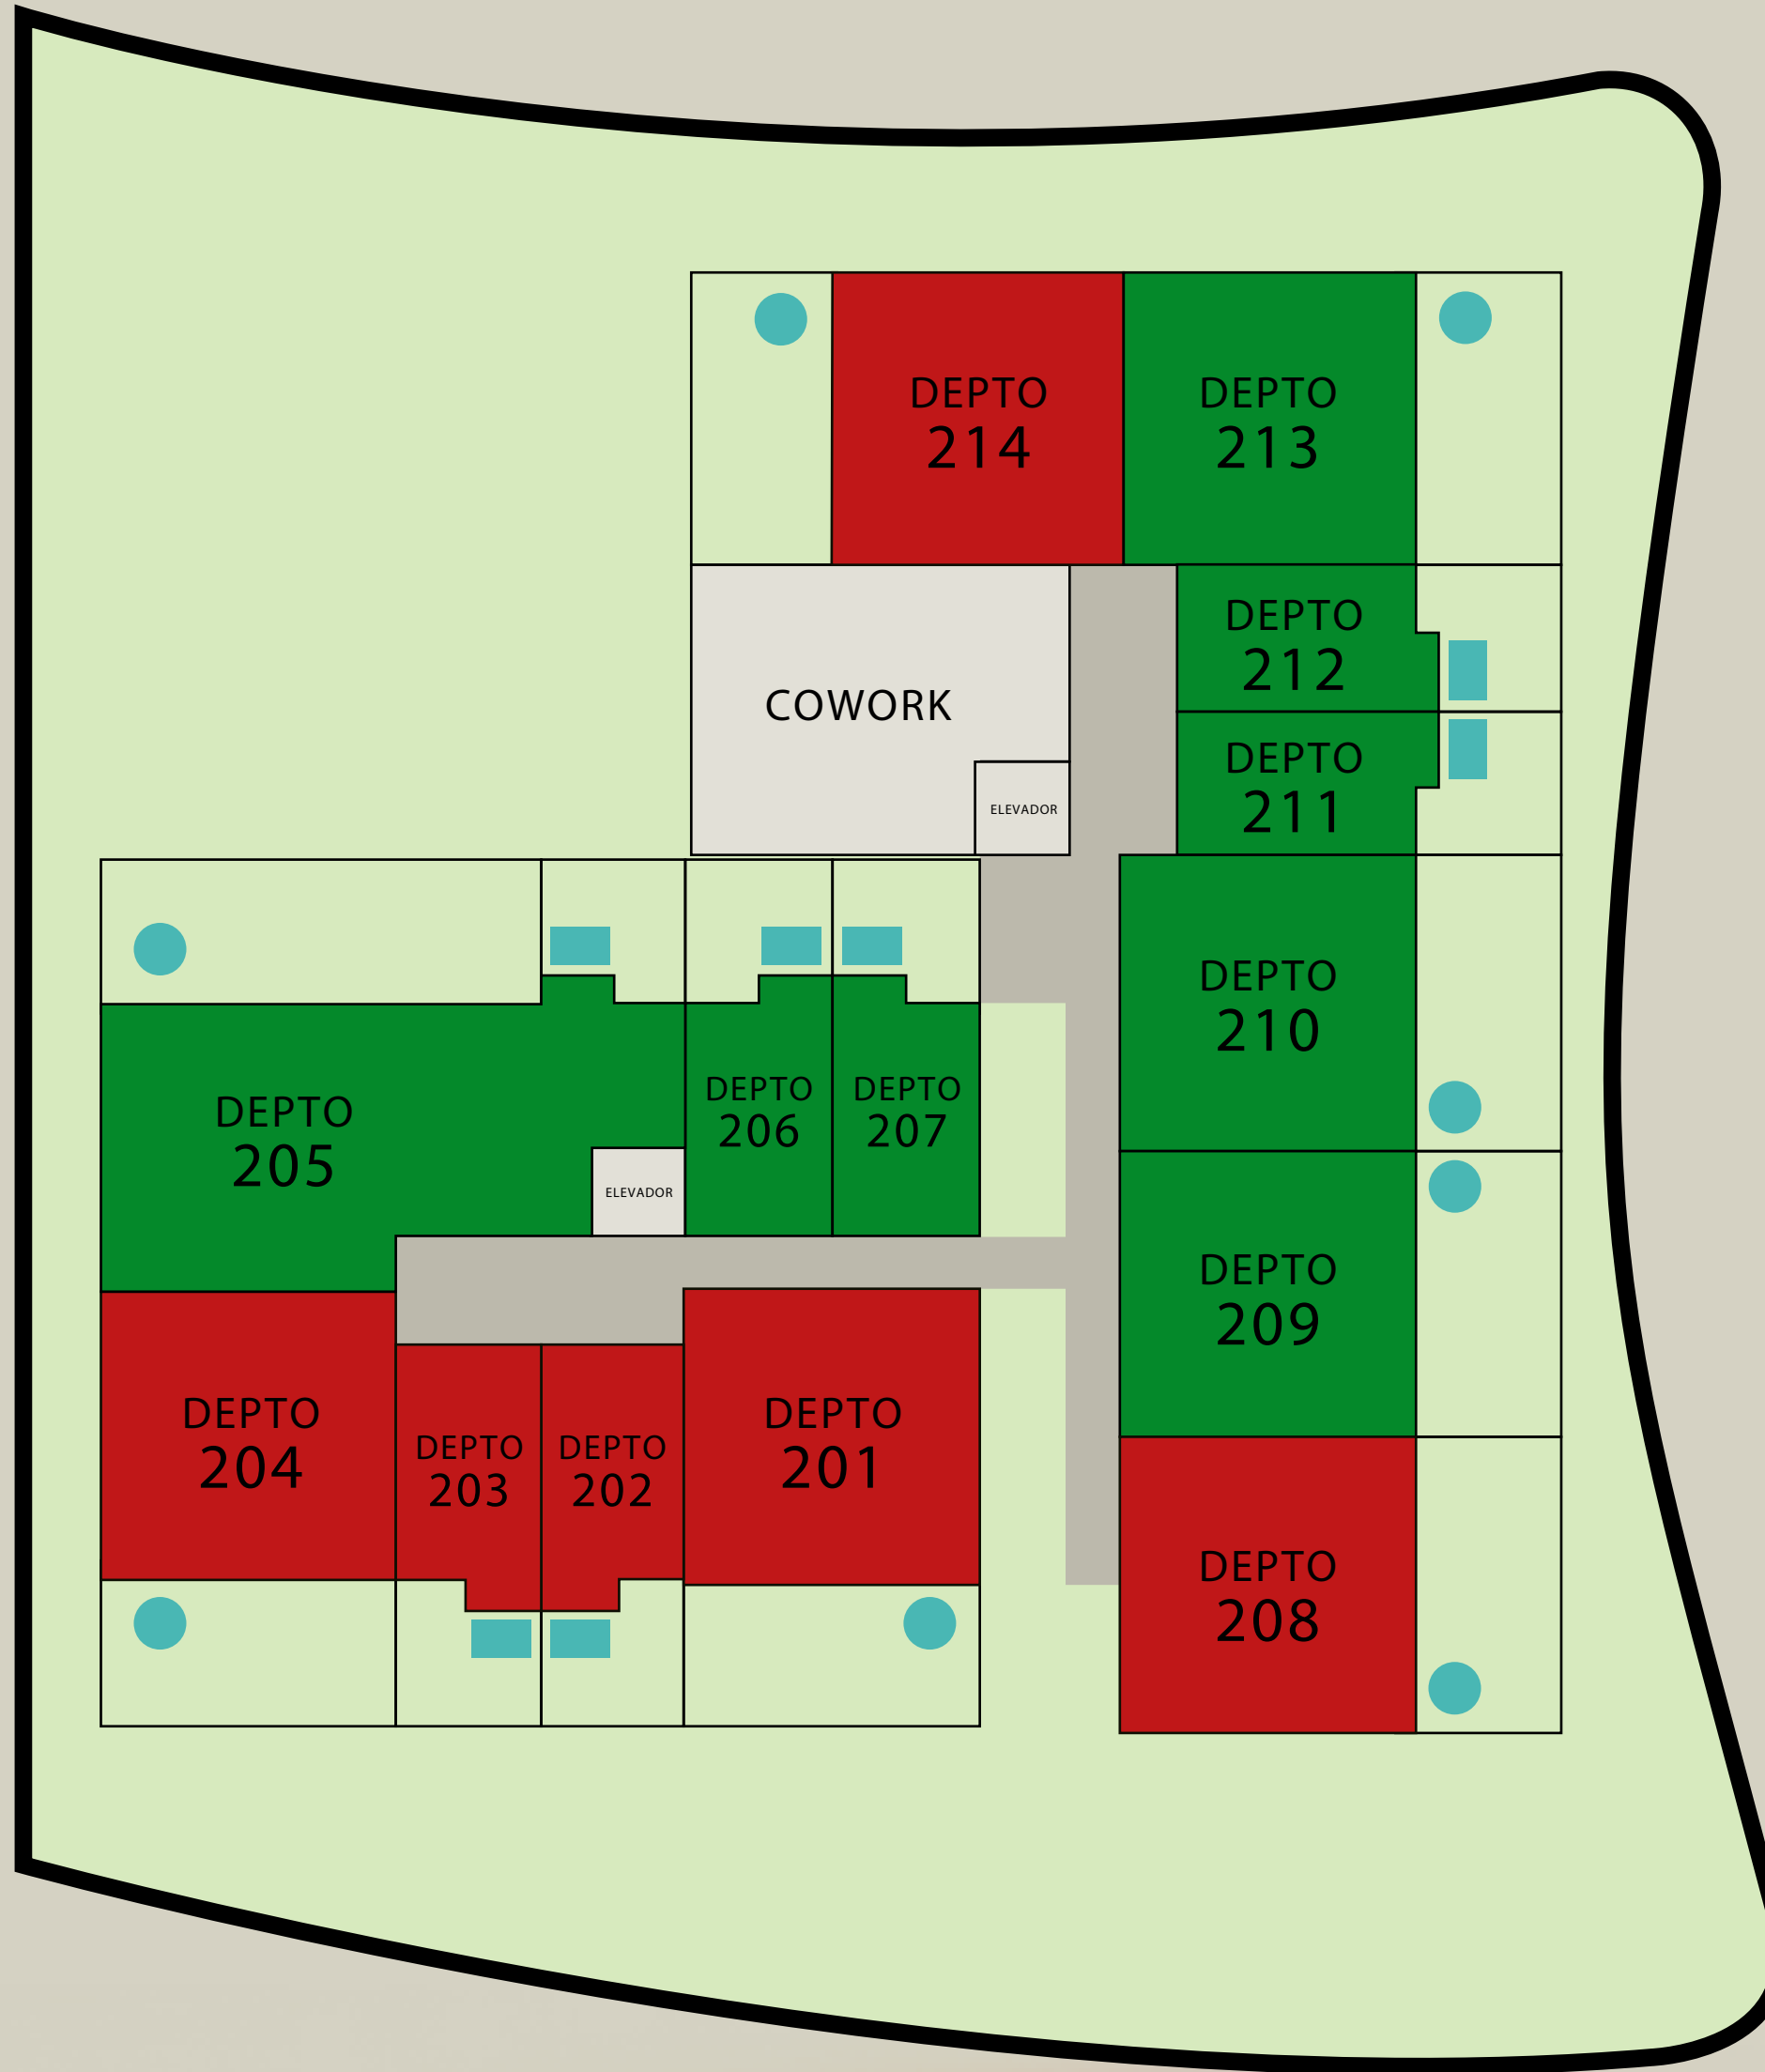 DEPTO
214
DEPTO
213
DEPTO
212
COWORK
DEPTO
211
ELEVADOR
DEPTO
210
DEPTO
205
DEPTO
206
DEPTO
207
ELEVADOR
DEPTO
209
DEPTO
204
DEPTO
203
DEPTO
202
DEPTO
201
DEPTO
208